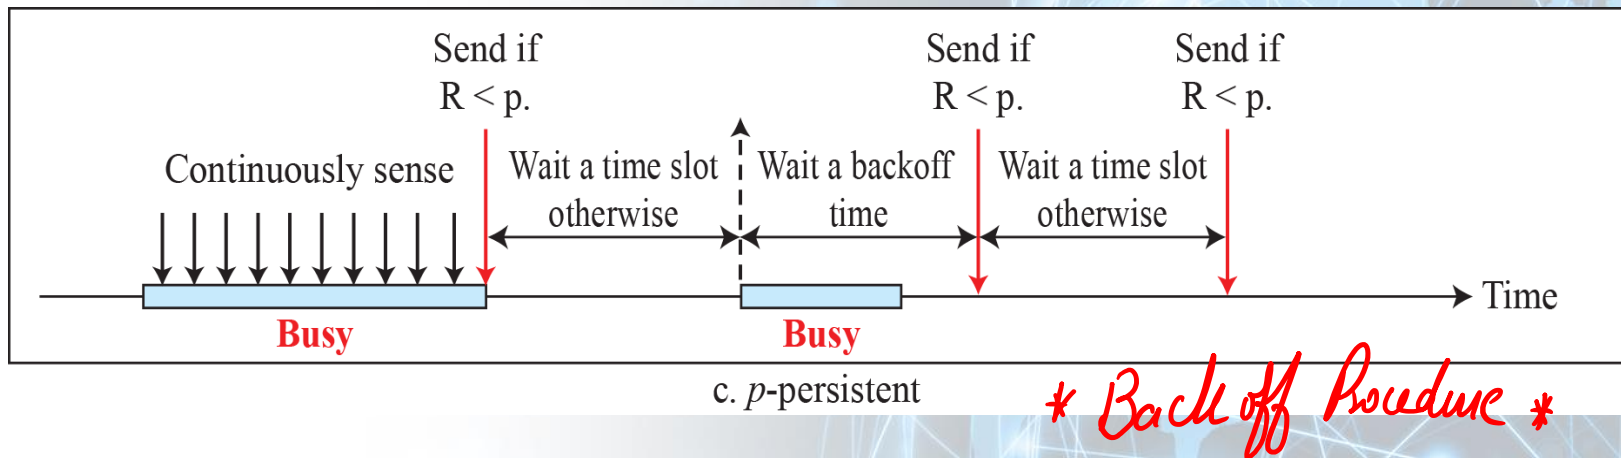 Send if
R < p.
Send if
R < p.
Send if
R < p.
Continuously sense
Wait a time slot
otherwise
Wait a backoff
time
Wait a time slot
otherwise
Time
Busy
Busy
c. p-persistent
* Back off Procedure *